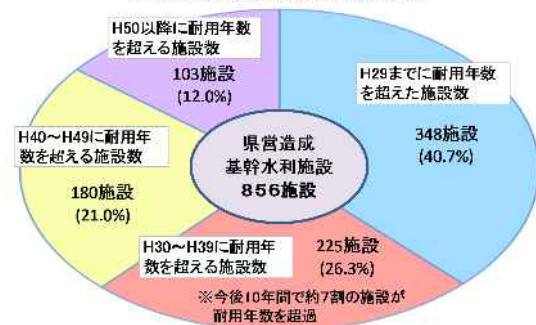 H50以降に耐用年数
を超える施設数
103施設
(12.0%)
H29までに耐用年数
を超えた施設数
348施設
(40.7%)
H40～H49に耐用年
数を超える施設数
180施設
(21.0%)
県営造成
基幹水利施設
856施設
H30～H39に耐用年
数を超える施設数
225施設
(26.3%)
※今後10年間で約7割の施設が
耐用年数を超過